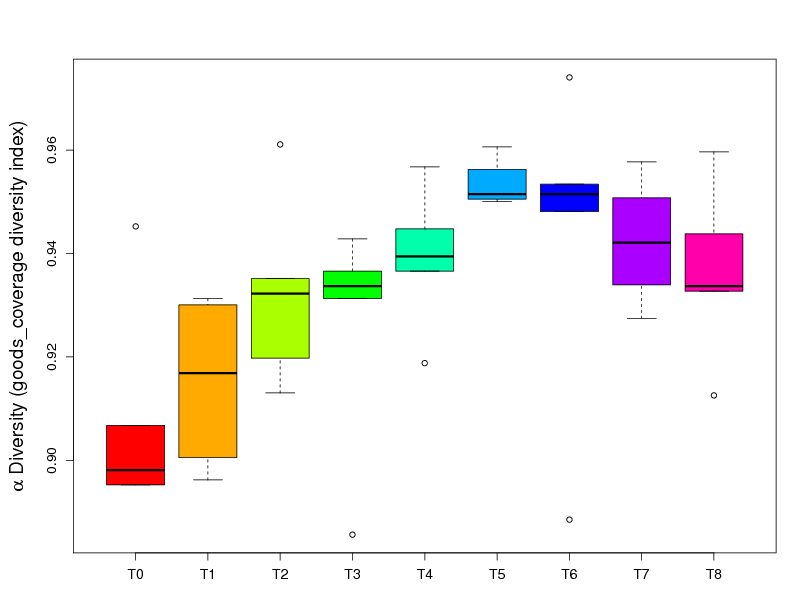 α Diversity (goods_coverage diversity index)
0.96
0.94
0.92
0.90
T0 T1 T2 T3 T4 T5 T6 T7 T8